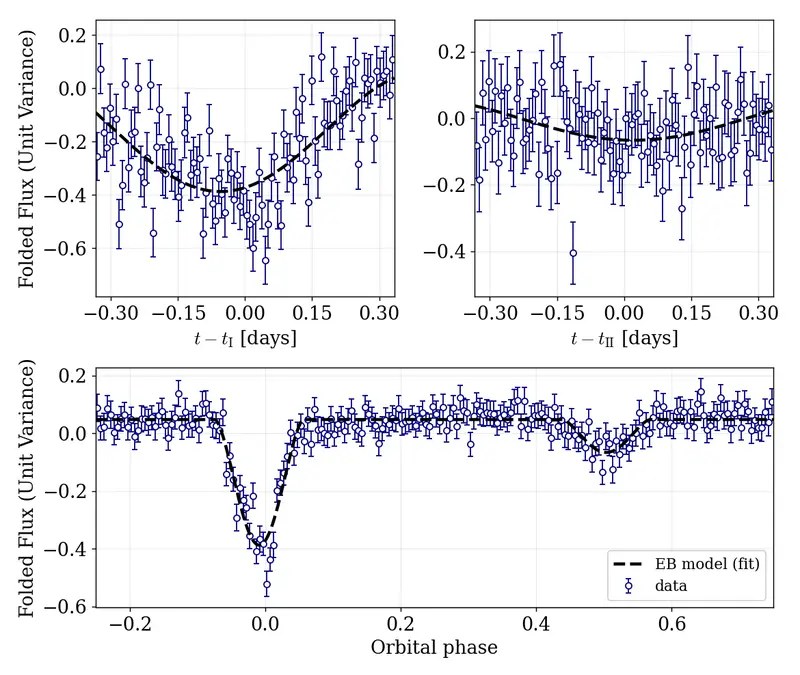 Folded Flux (Unit Variance)
0.2
0.0
−0.2
−0.4
−0.6
−0.30 −0.15 0.00 0.15 0.30
t − tI [days]
0.2
0.0
−0.2
−0.4
−0.30 −0.15 0.00 0.15 0.30
t − tII [days]
Folded Flux (Unit Variance)
0.2
0.0
−0.2
−0.4
−0.6
EB model (fit)
data
−0.2 0.0 0.2 0.4 0.6
Orbital phase